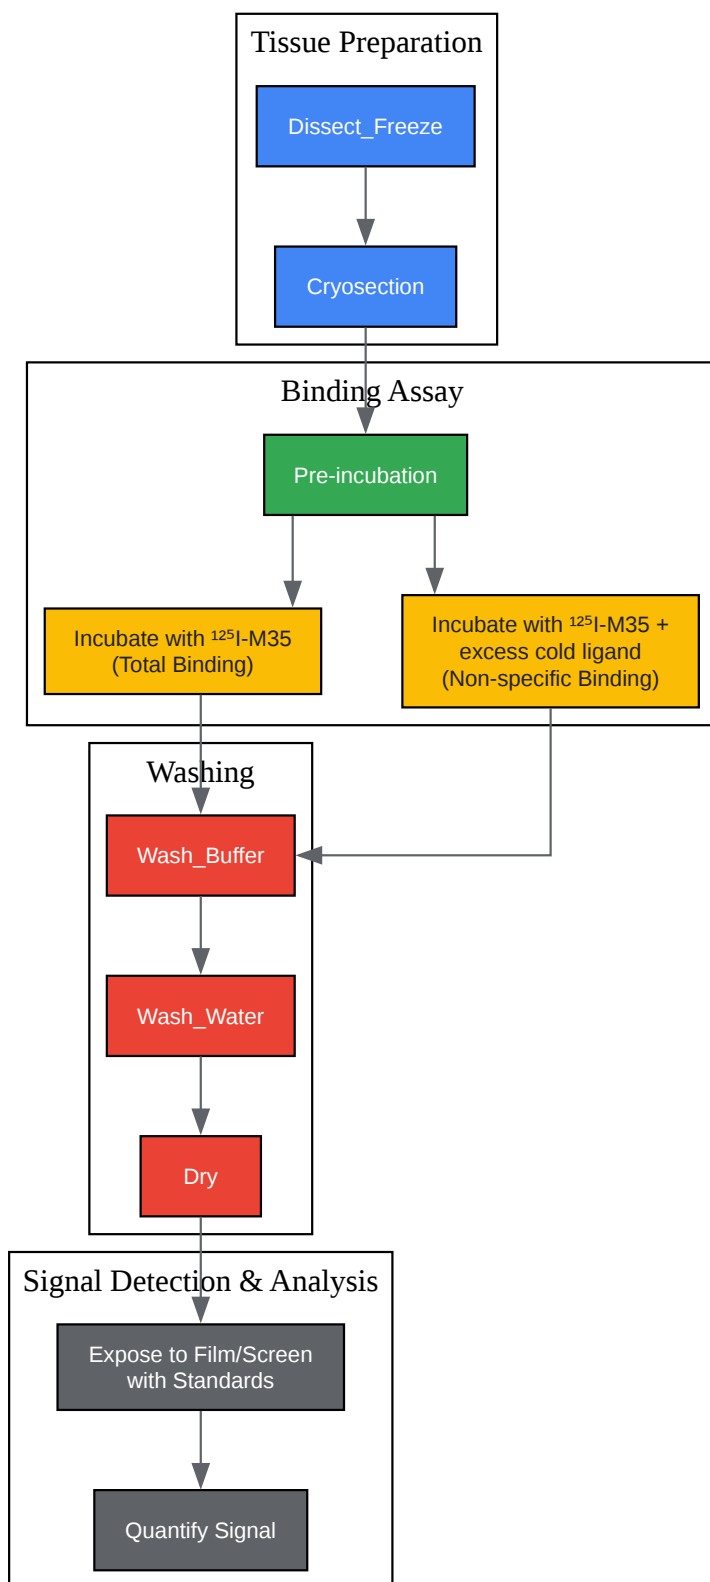 Tissue Preparation
Dissect_Freeze
Cryosection
Binding Assay
Pre-incubation
Incubate with ¹²⁵I-M35
(Total Binding)
Incubate with ¹²⁵I-M35 +
excess cold ligand
(Non-specific Binding)
Washing
Wash_Buffer
Wash_Water
Dry
Signal Detection & Analysis
Expose to Film/Screen
with Standards
Quantify Signal